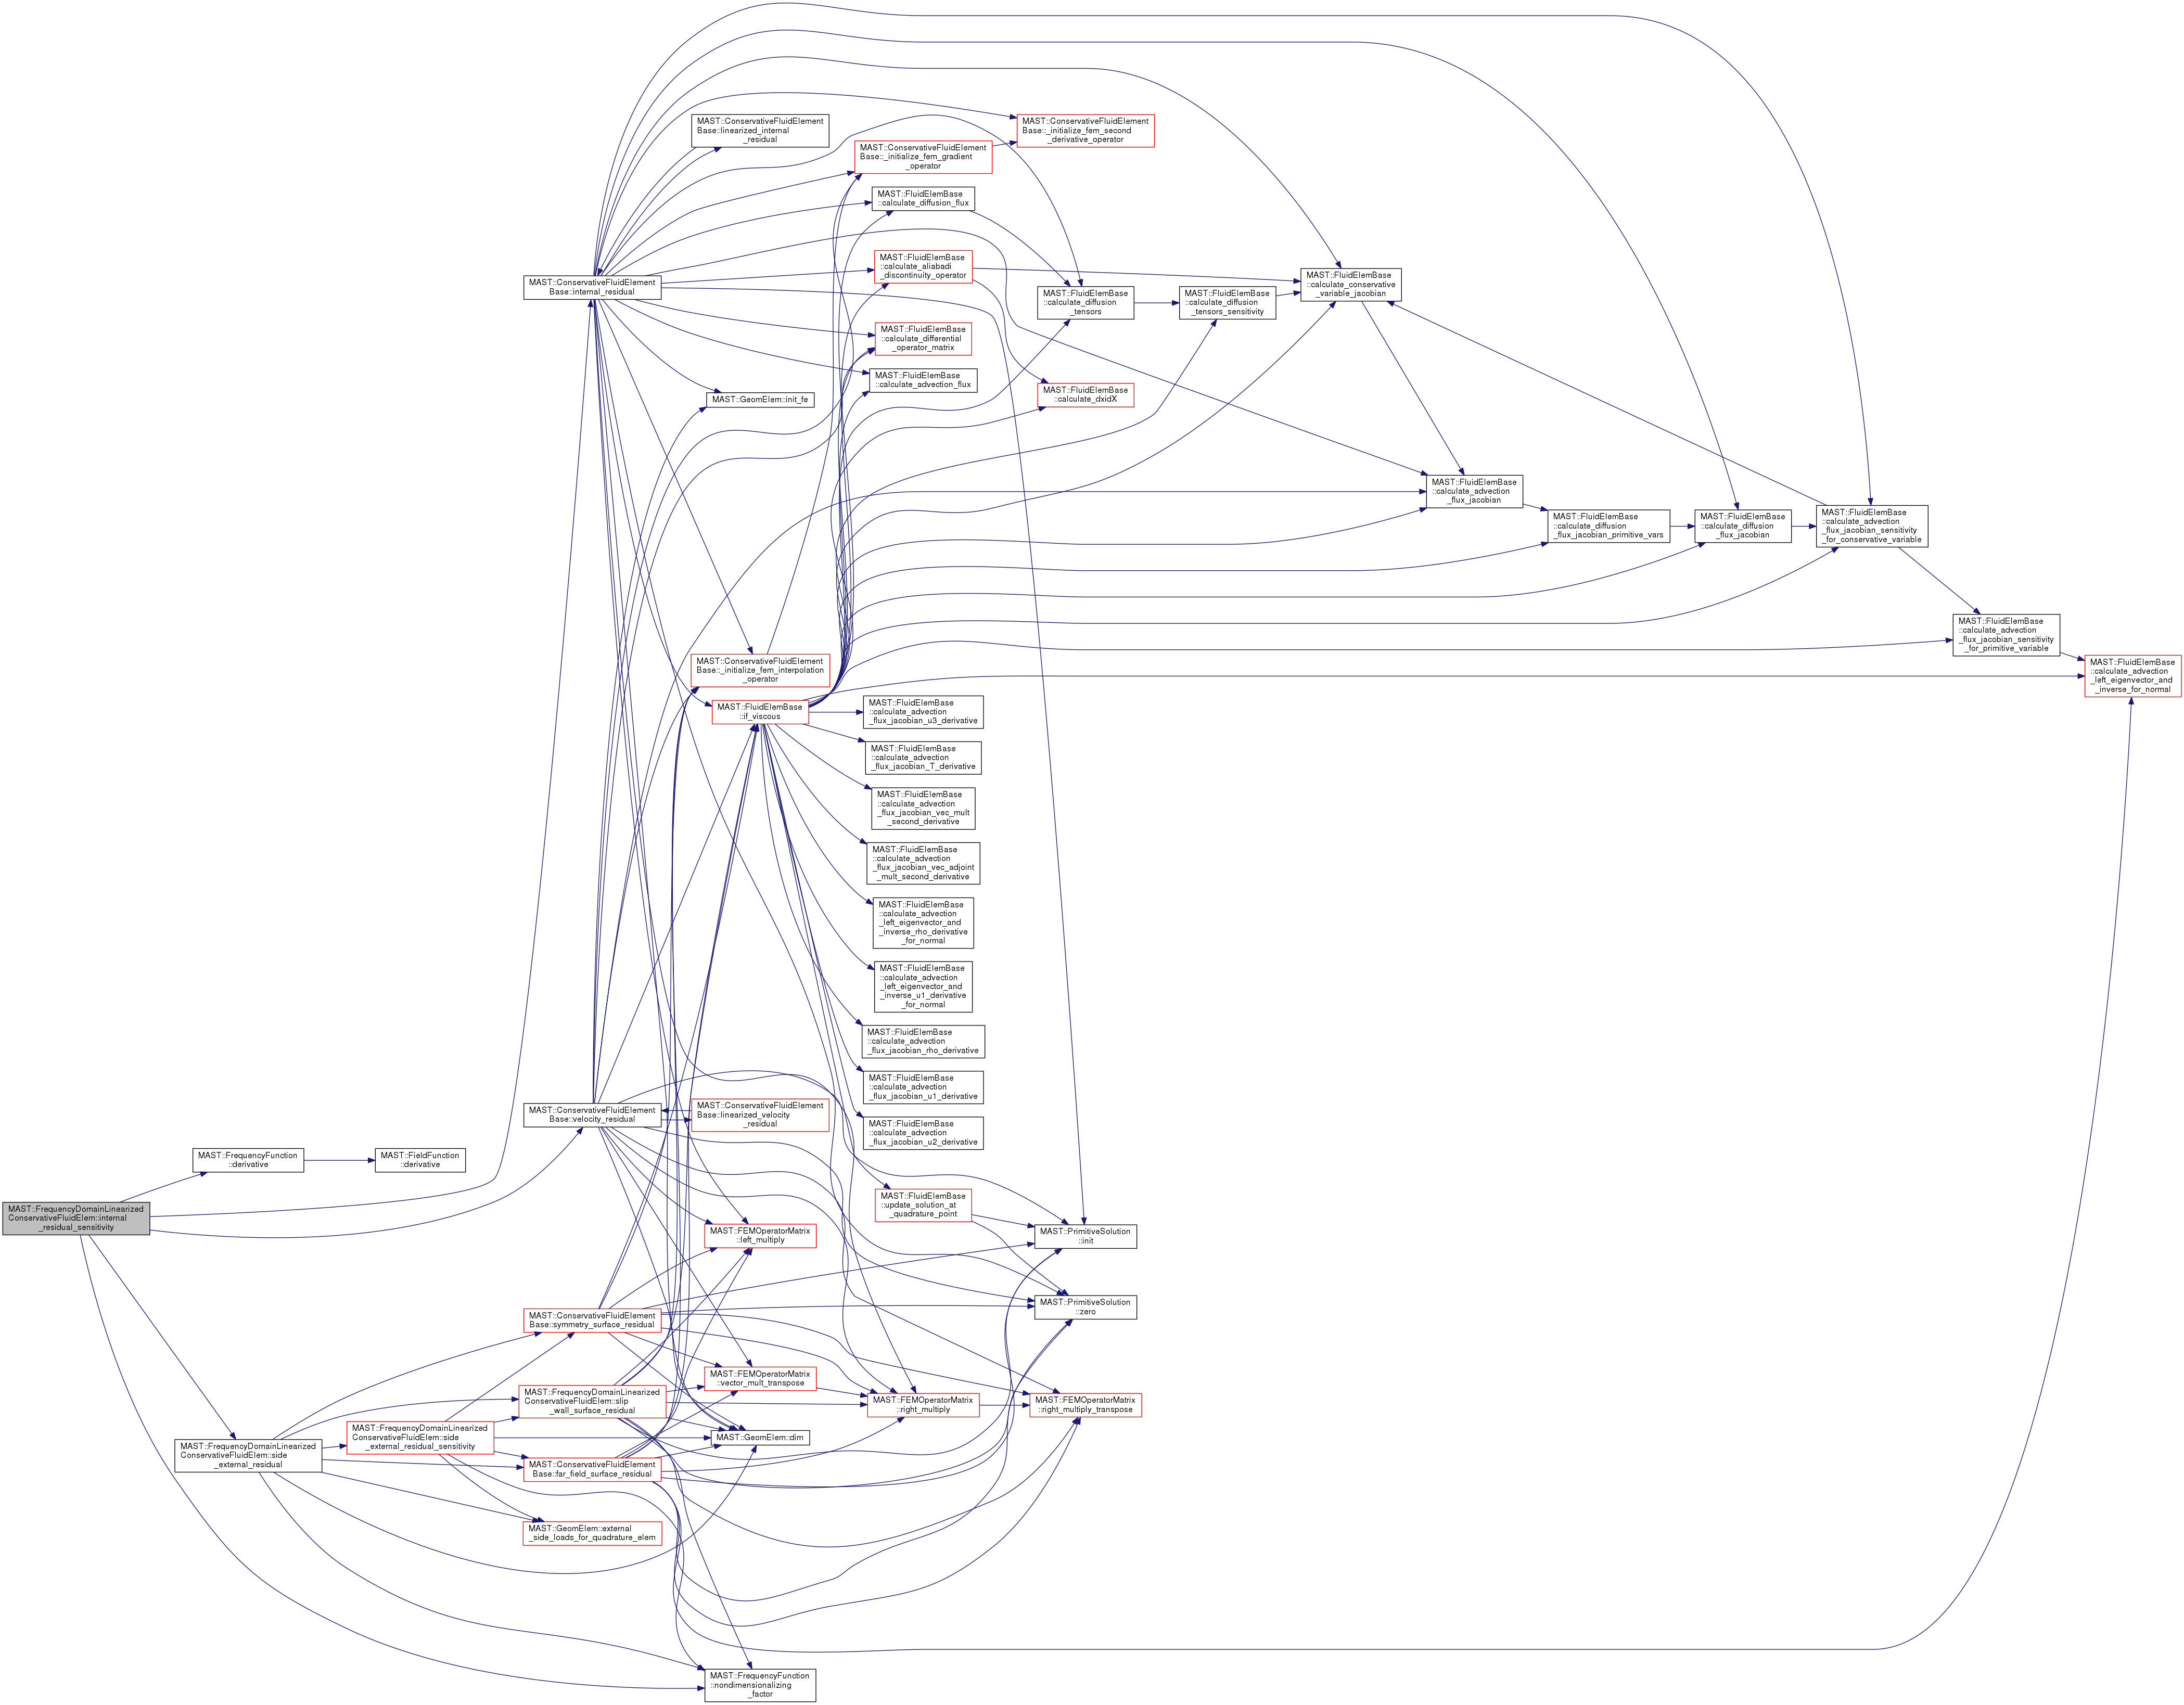 MAST::FrequencyDomainLinearized
ConservativeFluidElem::internal
_residual_sensitivity
MAST::FrequencyFunction
::derivative
MAST::FieldFunction
::derivative
MAST::FrequencyDomainLinearized
ConservativeFluidElem::side
_external_residual
MAST::FrequencyDomainLinearized
ConservativeFluidElem::side
_external_residual_sensitivity
MAST::ConservativeFluidElement
Base::internal_residual
MAST::ConservativeFluidElement
Base::velocity_residual
MAST::ConservativeFluidElement
Base::symmetry_surface_residual
MAST::FrequencyDomainLinearized
ConservativeFluidElem::slip
_wall_surface_residual
MAST::ConservativeFluidElement
Base::far_field_surface_residual
MAST::GeomElem::external
_side_loads_for_quadrature_elem
MAST::ConservativeFluidElement
Base::linearized_internal
_residual
MAST::GeomElem::init_fe
MAST::ConservativeFluidElement
Base::_initialize_fem_interpolation
_operator
MAST::FluidElemBase
::if_viscous
MAST::ConservativeFluidElement
Base::linearized_velocity
_residual
MAST::FEMOperatorMatrix
::left_multiply
MAST::FEMOperatorMatrix
::vector_mult_transpose
MAST::GeomElem::dim
MAST::FrequencyFunction
::nondimensionalizing
_factor
MAST::ConservativeFluidElement
Base::_initialize_fem_gradient
_operator
MAST::FluidElemBase
::calculate_diffusion_flux
MAST::FluidElemBase
::calculate_aliabadi
_discontinuity_operator
MAST::FluidElemBase
::calculate_differential
_operator_matrix
MAST::FluidElemBase
::calculate_advection_flux
MAST::FluidElemBase
::calculate_advection
_flux_jacobian_u3_derivative
MAST::FluidElemBase
::calculate_advection
_flux_jacobian_T_derivative
MAST::FluidElemBase
::calculate_advection
_flux_jacobian_vec_mult
_second_derivative
MAST::FluidElemBase
::calculate_advection
_flux_jacobian_vec_adjoint
_mult_second_derivative
MAST::FluidElemBase
::calculate_advection
_left_eigenvector_and
_inverse_rho_derivative
_for_normal
MAST::FluidElemBase
::calculate_advection
_left_eigenvector_and
_inverse_u1_derivative
_for_normal
MAST::FluidElemBase
::calculate_advection
_flux_jacobian_rho_derivative
MAST::FluidElemBase
::calculate_advection
_flux_jacobian_u1_derivative
MAST::FluidElemBase
::calculate_advection
_flux_jacobian_u2_derivative
MAST::FluidElemBase
::update_solution_at
_quadrature_point
MAST::FEMOperatorMatrix
::right_multiply
MAST::ConservativeFluidElement
Base::_initialize_fem_second
_derivative_operator
MAST::FluidElemBase
::calculate_diffusion
_tensors
MAST::FluidElemBase
::calculate_dxidX
MAST::PrimitiveSolution
::init
MAST::PrimitiveSolution
::zero
MAST::FEMOperatorMatrix
::right_multiply_transpose
MAST::FluidElemBase
::calculate_diffusion
_tensors_sensitivity
MAST::FluidElemBase
::calculate_conservative
_variable_jacobian
MAST::FluidElemBase
::calculate_advection
_flux_jacobian
MAST::FluidElemBase
::calculate_diffusion
_flux_jacobian_primitive_vars
MAST::FluidElemBase
::calculate_diffusion
_flux_jacobian
MAST::FluidElemBase
::calculate_advection
_flux_jacobian_sensitivity
_for_conservative_variable
MAST::FluidElemBase
::calculate_advection
_flux_jacobian_sensitivity
_for_primitive_variable
MAST::FluidElemBase
::calculate_advection
_left_eigenvector_and
_inverse_for_normal